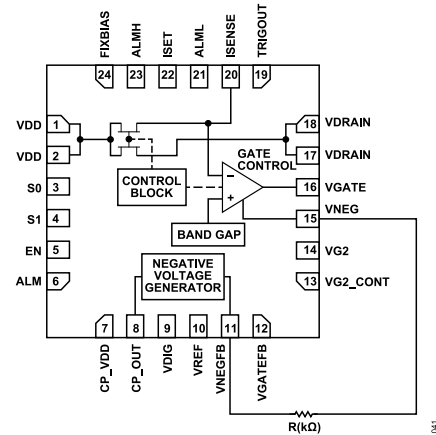 FIXBIAS
ALMH
ISET
ALML
ISENSE
TRIGOUT
24
23
22
21
20
19
VDD
1
VDD
2
S0
3
S1
4
EN
5
ALM
6
18
VDRAIN
17
VDRAIN
16
VGATE
15
VNEG
14
VG2
13
VG2_CONT
GATE
CONTROL
–
+
CONTROL
BLOCK
BAND GAP
NEGATIVE
VOLTAGE
GENERATOR
7
8
9
10
11
12
CP_VDD
CP_OUT
VDIG
VREF
VNEGFB
VGATEFB
R(kΩ)
041